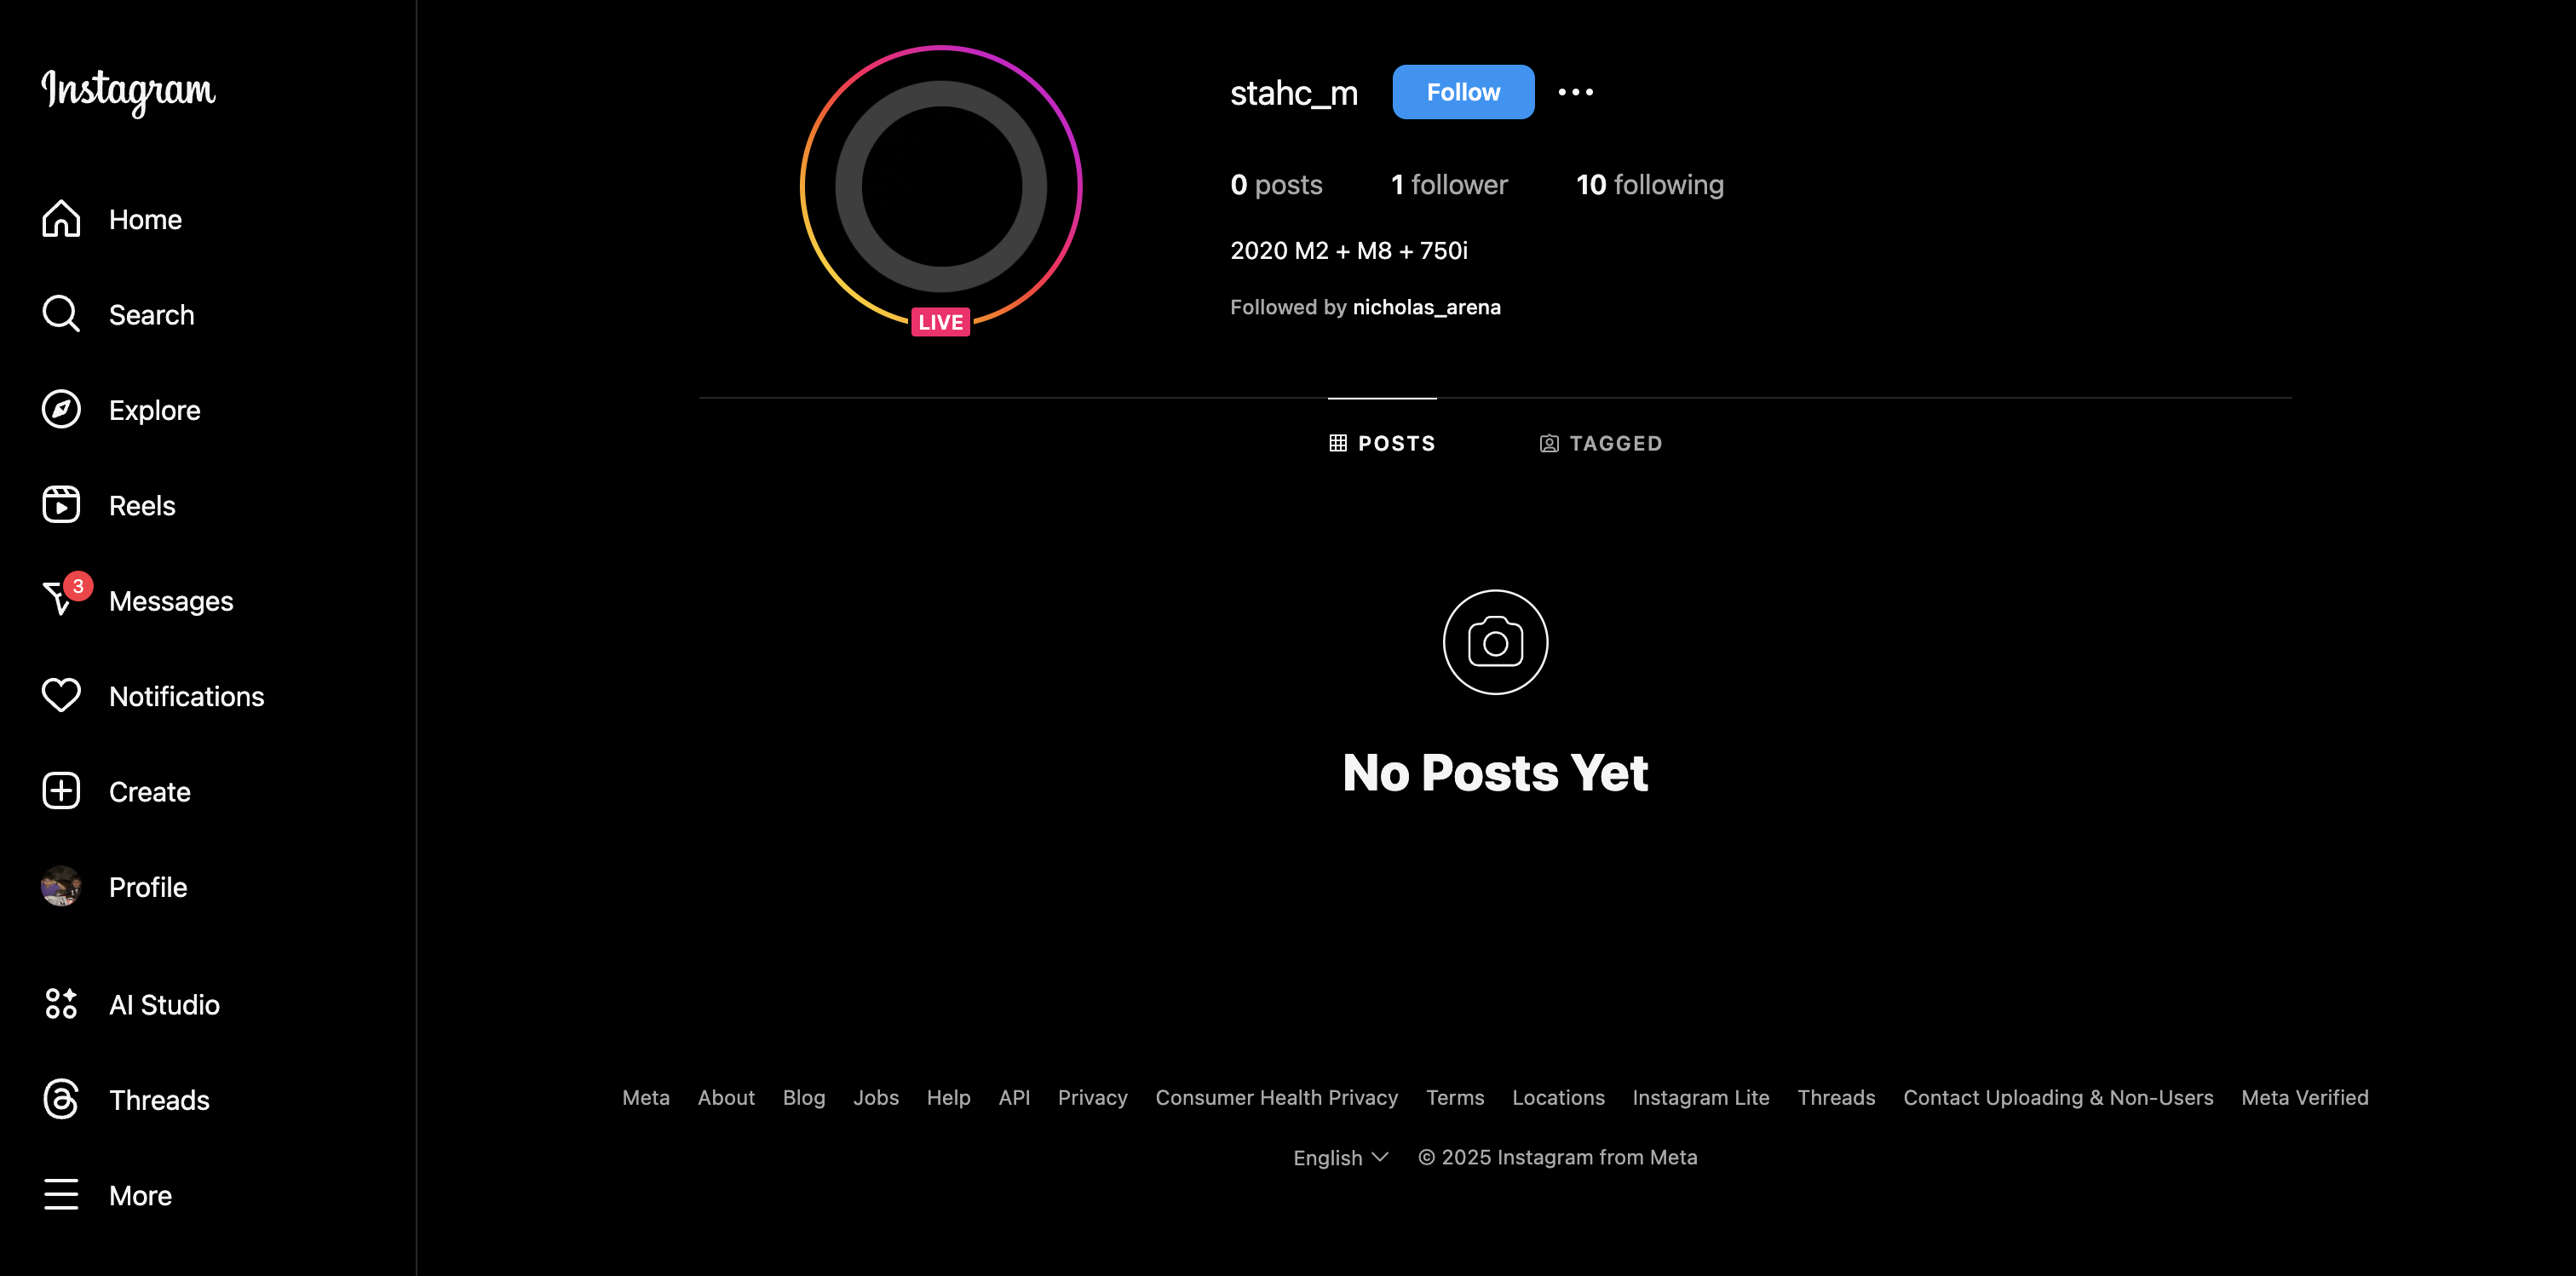 Instagram
Home
Search
Explore
Reels
3
Messages
Notifications
Create
Profile
AI Studio
Threads
More
LIVE
stahc_m
Follow
0 posts 1 follower 10 following
2020 M2 + M8 + 750i
Followed by nicholas_arena
POSTS TAGGED
No Posts Yet
Meta About Blog Jobs Help API Privacy Consumer Health Privacy Terms Locations Instagram Lite Threads Contact Uploading & Non-Users Meta Verified
English © 2025 Instagram from Meta